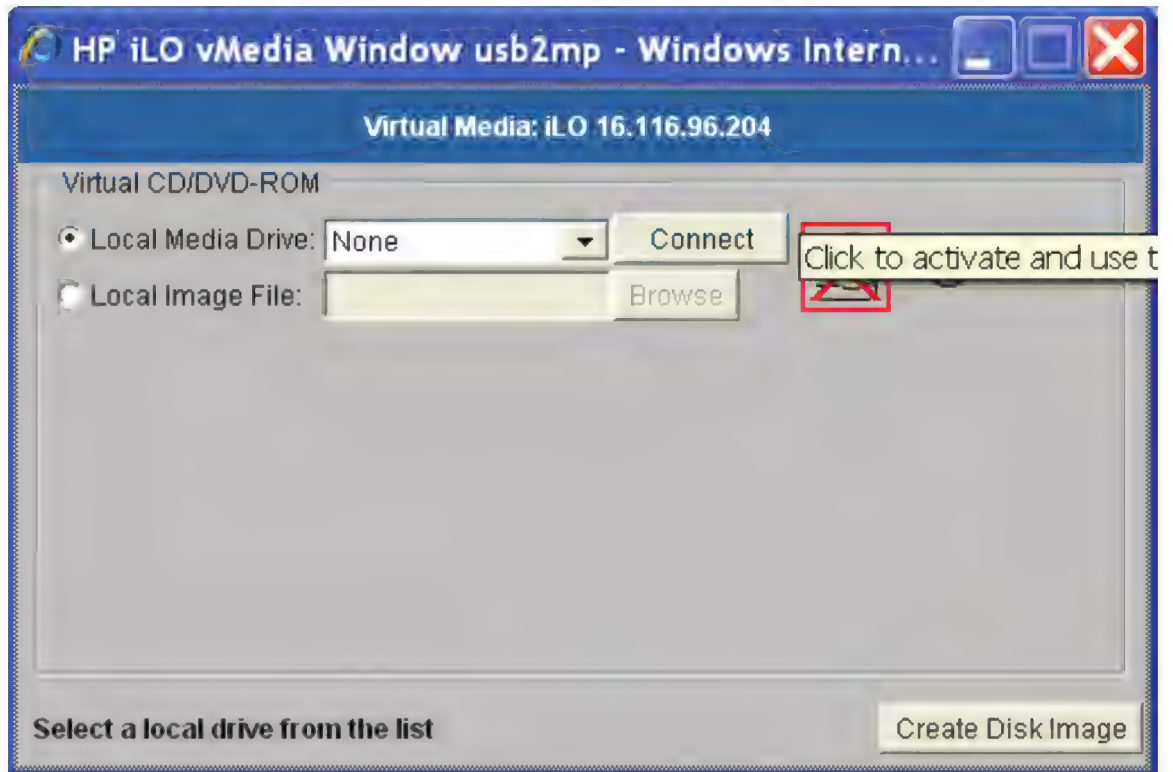 HP iLO vMedia Window usb2mp - Windows Intern...
Virtual Media: iLO 16.116.96.204
Virtual CD/DVD-ROM
Local Media Drive: None Connect
Click to activate and use t
Local Image File: Browse
Select a local drive from the list Create Disk Image